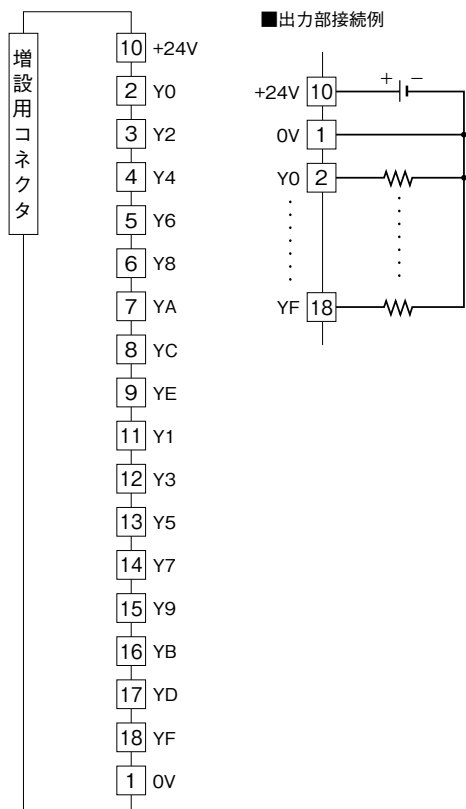 増設用コネクタ
10 +24V
2 Y0
3 Y2
4 Y4
5 Y6
6 Y8
7 YA
8 YC
9 YE
11 Y1
12 Y3
13 Y5
14 Y7
15 Y9
16 YB
17 YD
18 YF
1 0V
■出力部接続例
+ −
+24V 10
0V 1
Y0 2
YF 18